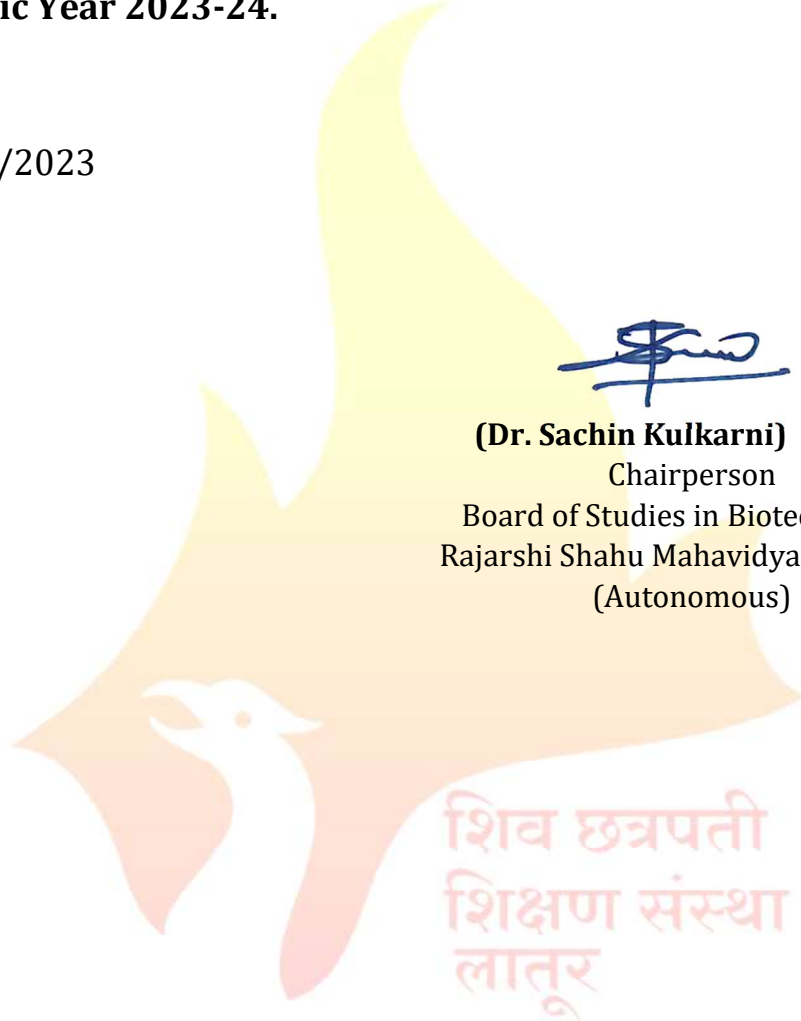 ic Year 2023-24.
/2023
(Dr. Sachin Kulkarni)
Chairperson
Board of Studies in Biotec
Rajarshi Shahu Mahavidya
(Autonomous)
शिव छत्रपती
शिक्षण संस्था
लातूर